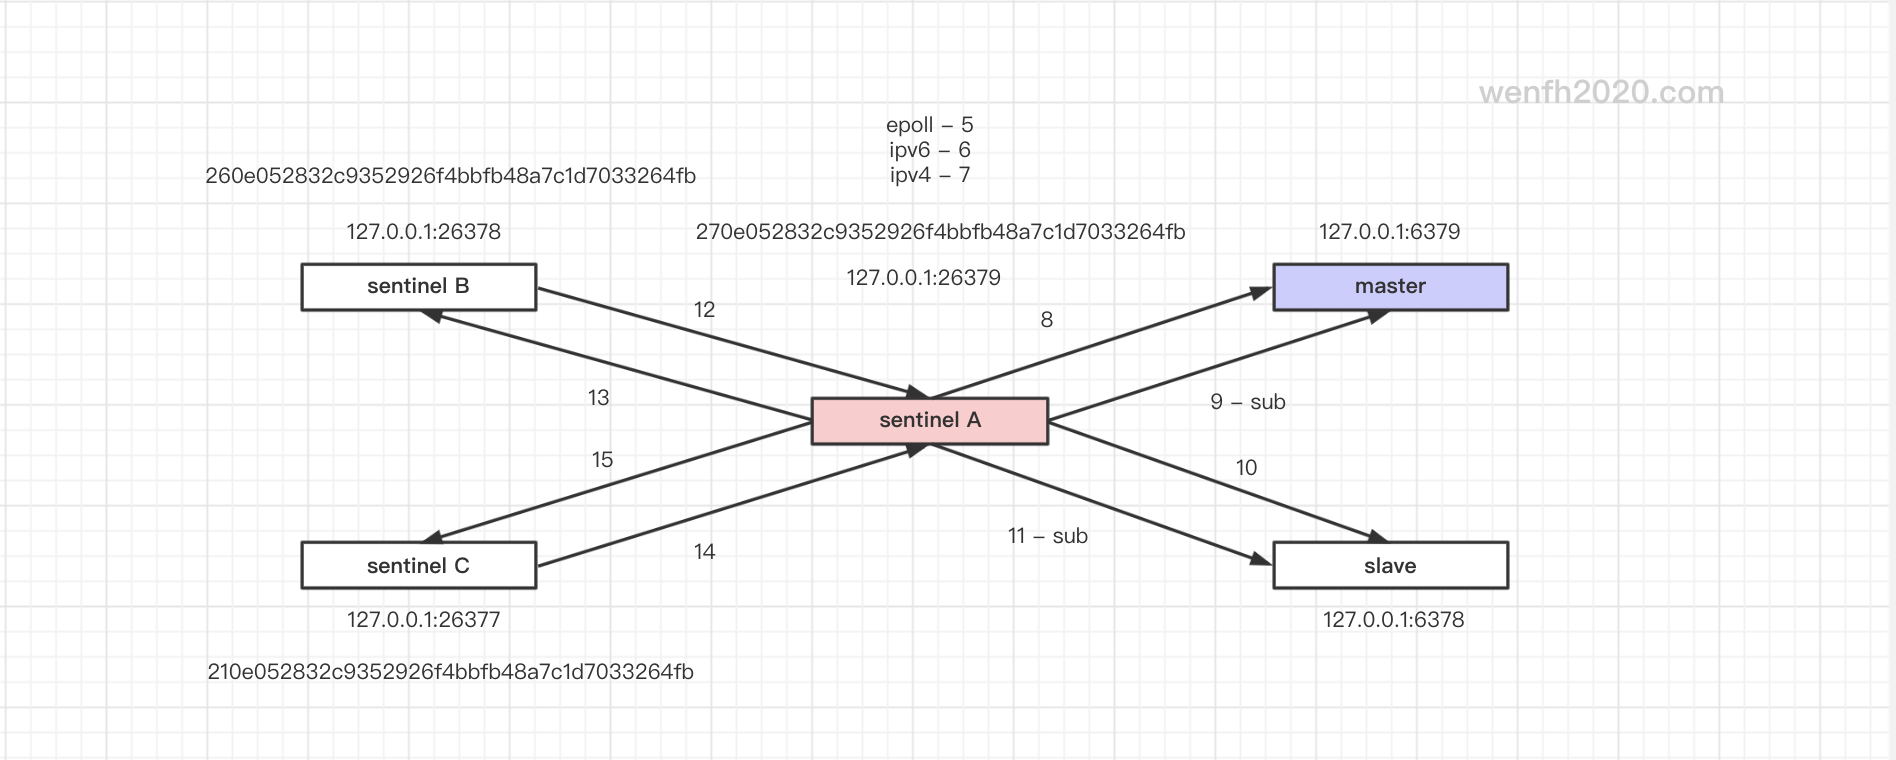 wenfh2020.com
epoll – 5
ipv6 – 6
ipv4 – 7
260e052832c9352926f4bbfb48a7c1d7033264fb
127.0.0.1:26378
270e052832c9352926f4bbfb48a7c1d7033264fb
127.0.0.1:6379
sentinel B
127.0.0.1:26379
master
12
8
13
9 – sub
sentinel A
15
10
14
11 – sub
sentinel C
slave
127.0.0.1:26377
127.0.0.1:6378
210e052832c9352926f4bbfb48a7c1d7033264fb